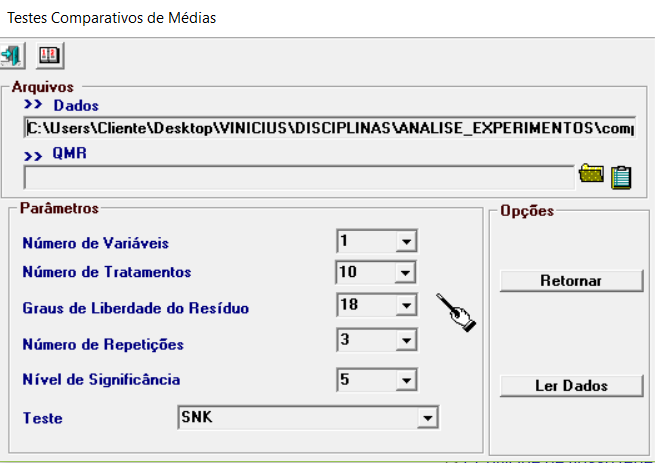 Testes Comparativos de Médias
Arquivos
>> Dados
C:\Users\Cliente\Desktop\VINICIUS\DISCIPLINAS\ANALISE_EXPERIMENTOS\com
>> QMR
Parâmetros
Número de Variáveis 1
Número de Tratamentos 10
Graus de Liberdade do Resíduo 18
Número de Repetições 3
Nível de Significância 5
Teste SNK
Opções
Retornar
Ler Dados